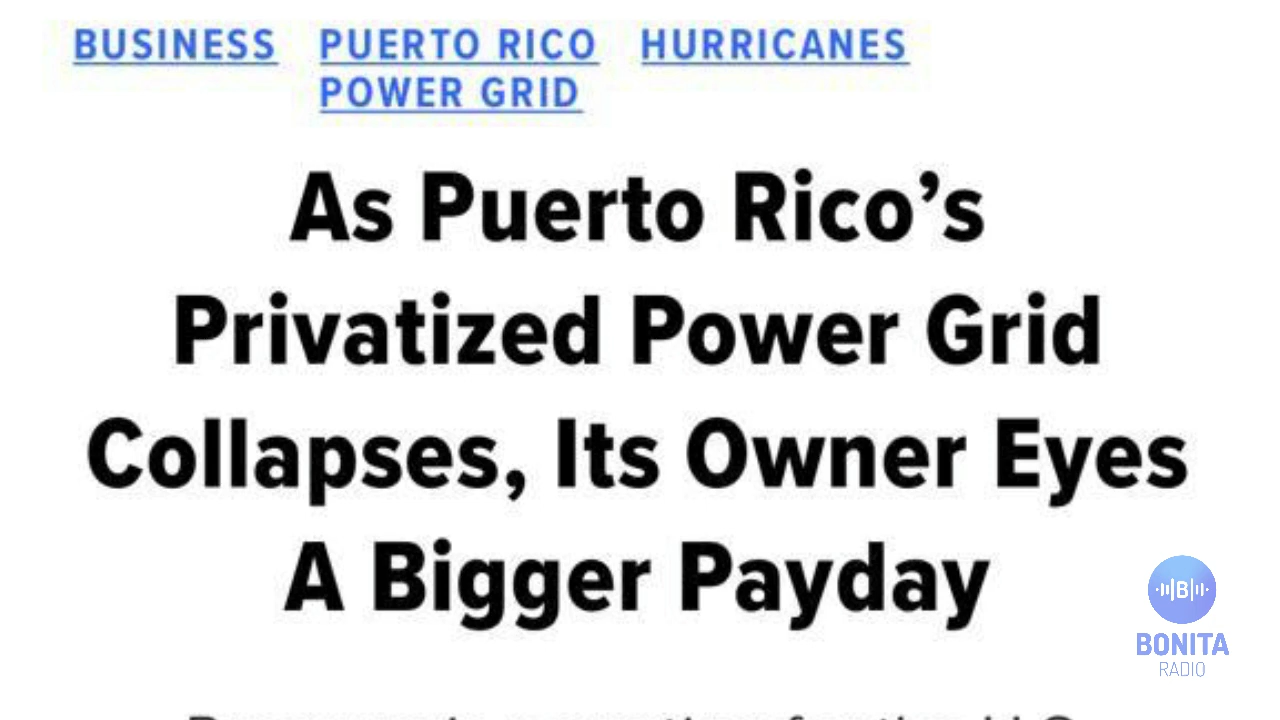 BUSINESS PUERTO RICO HURRICANES
POWER GRID
As Puerto Rico’s
Privatized Power Grid
Collapses, Its Owner Eyes
A Bigger Payday
B
BONITA
RADIO